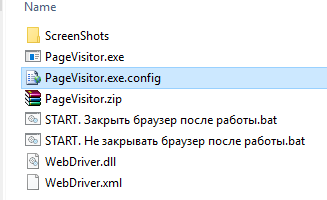 Name
ScreenShots
PageVisitor.exe
PageVisitor.exe.config
PageVisitor.zip
START. Закрыть браузер после работы.bat
START. Не закрывать браузер после работы.bat
WebDriver.dll
WebDriver.xml